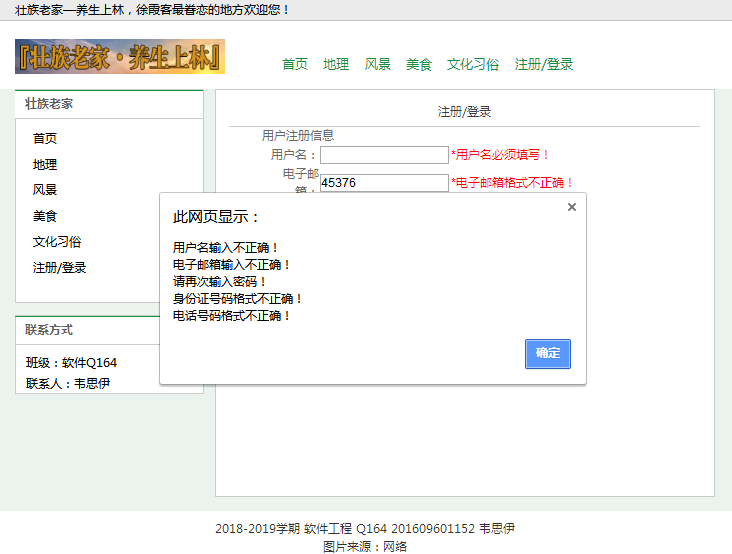 壮族老家—养生上林，徐霞客最眷恋的地方欢迎您！
『壮族老家·养生上林』
首页 地理 风景 美食 文化习俗 注册/登录
壮族老家
首页
地理
风景
美食
文化习俗
注册/登录
联系方式
班级：软件Q164
联系人：韦思伊
注册/登录
用户注册信息
用户名： *用户名必须填写！
电子邮
箱： 45376 *电子邮箱格式不正确！
此网页显示： ×
用户名输入不正确！
电子邮箱输入不正确！
请再次输入密码！
身份证号码格式不正确！
电话号码格式不正确！
确定
2018-2019学期 软件工程 Q164 201609601152 韦思伊
图片来源：网络